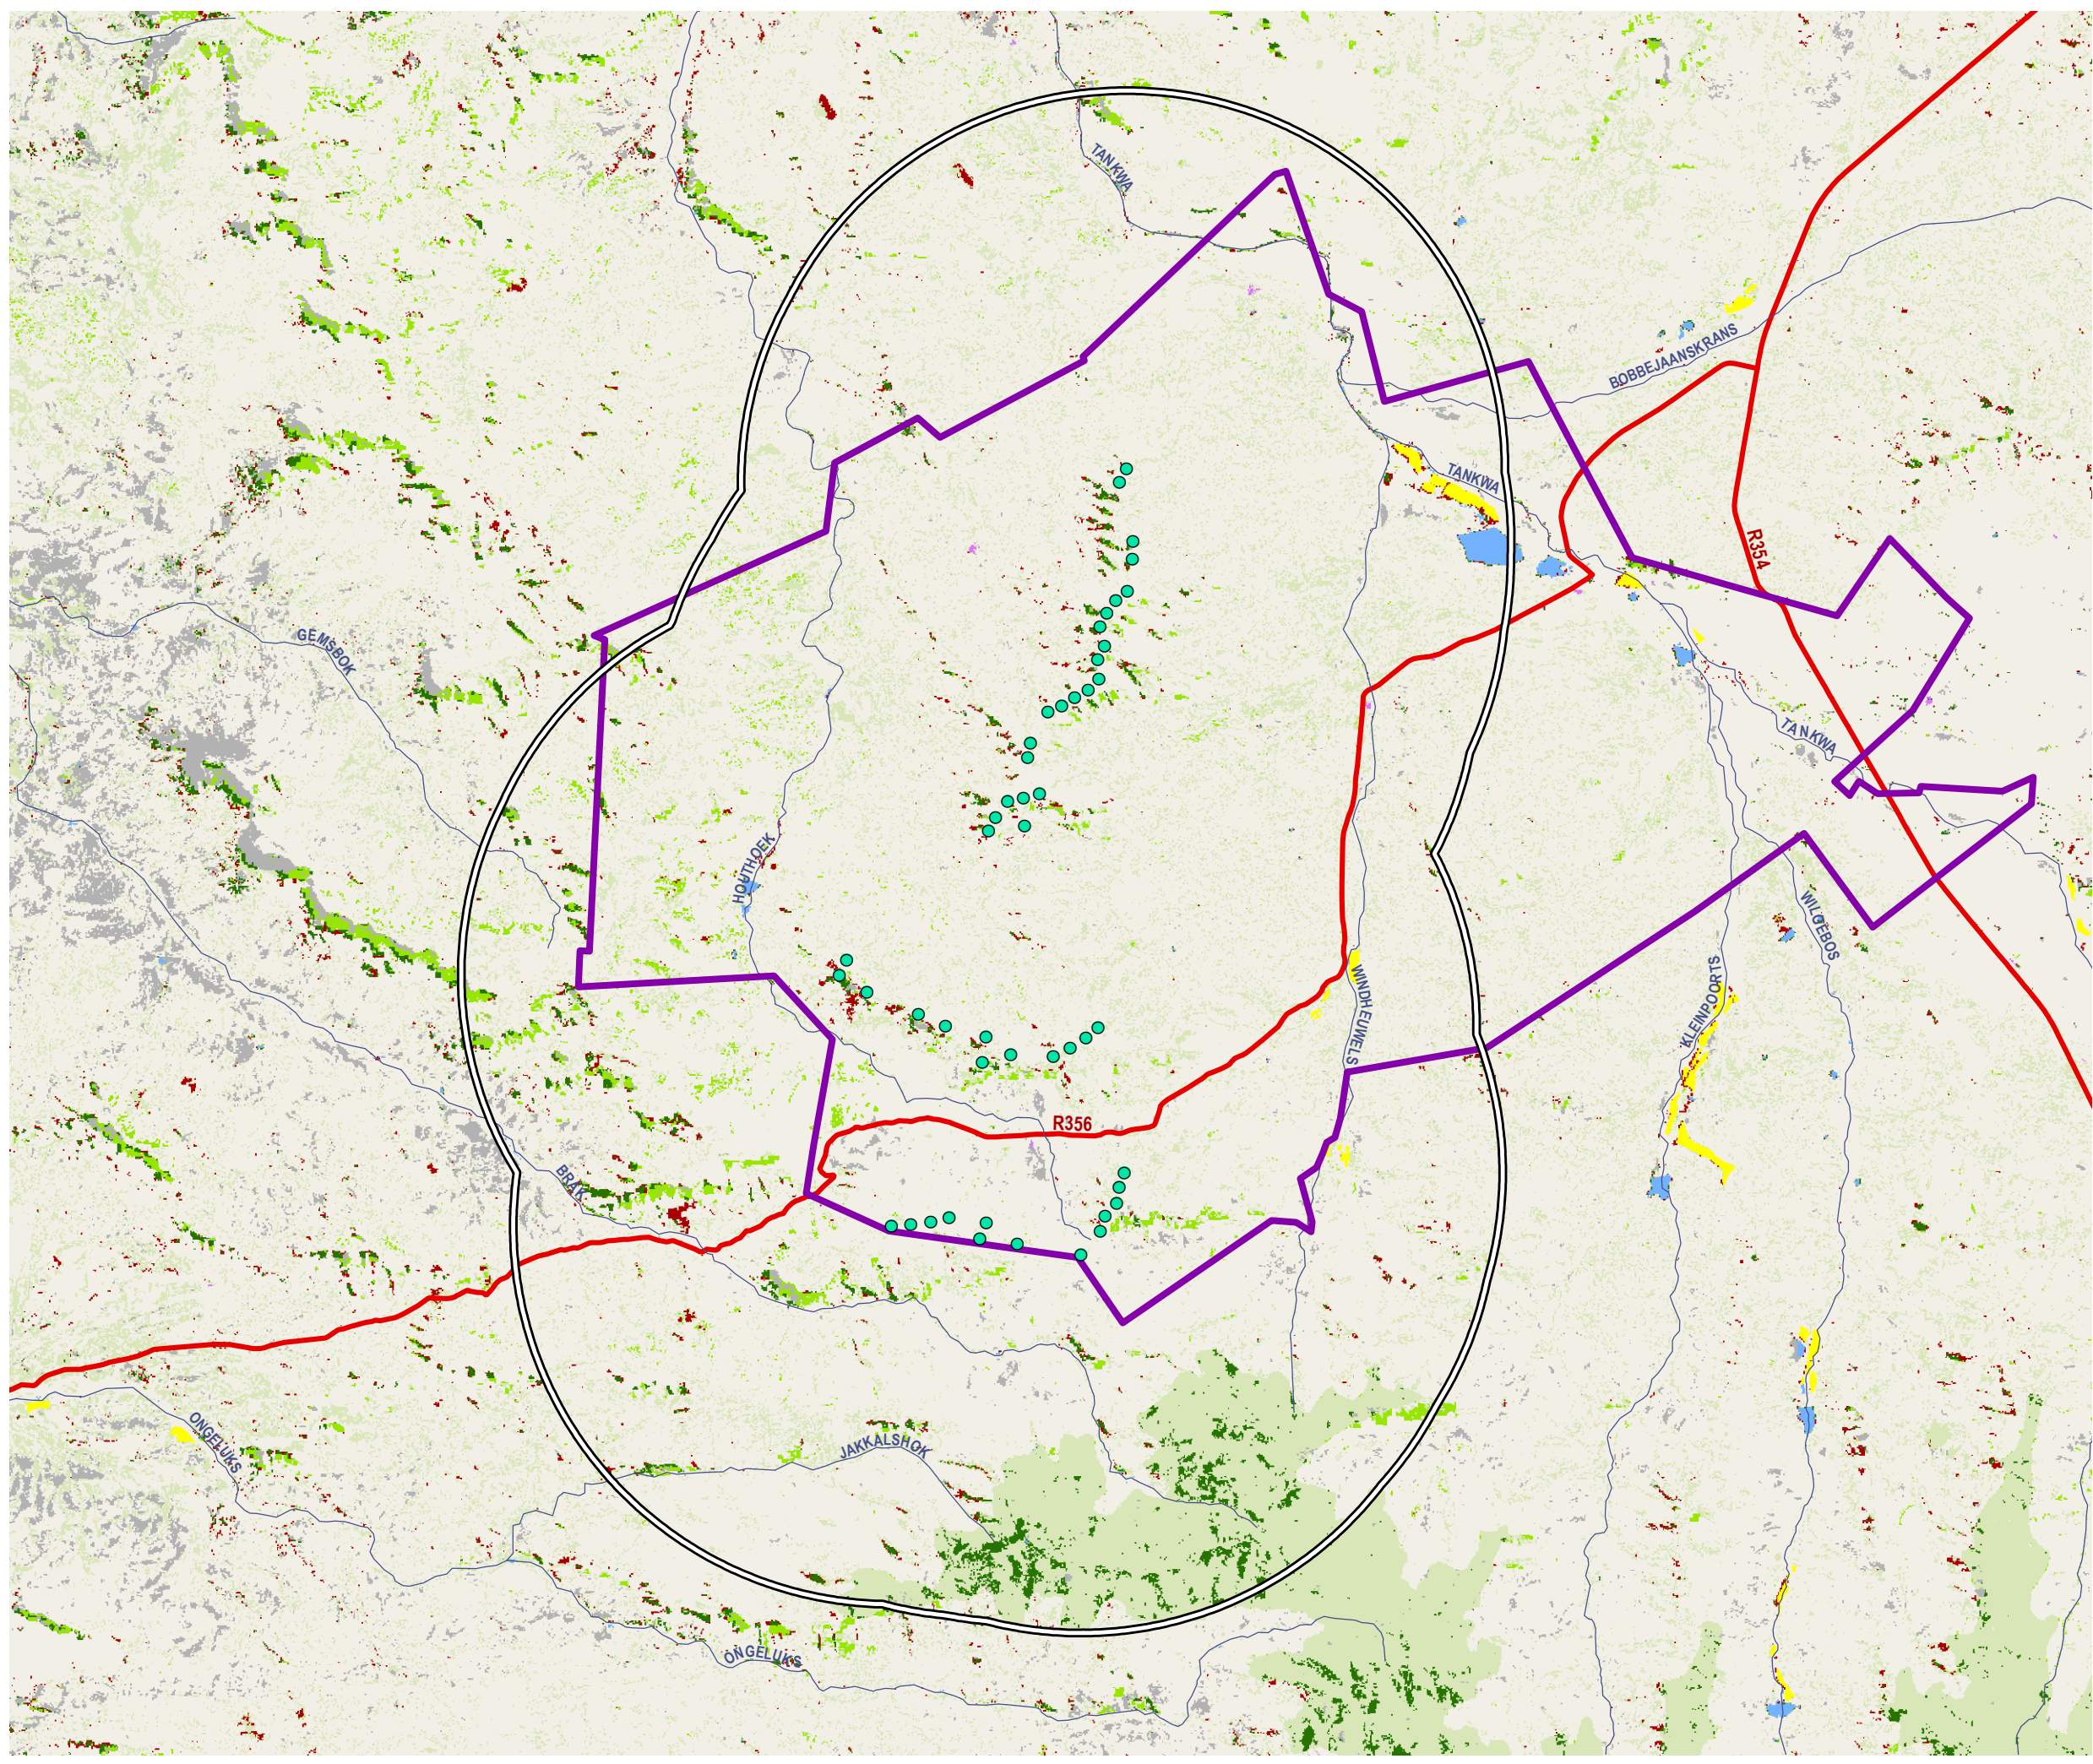 TANKWA
BOBBEJAANSKRANS
TANKWA
R354
GEMSBOK
TANKWA
HOUTHOEK
WILGEBOS
WINDHEUWELS
KLEINPOORTS
R356
BRAK
JAKKALSHOK
ONGELUKS
ONGELUKS